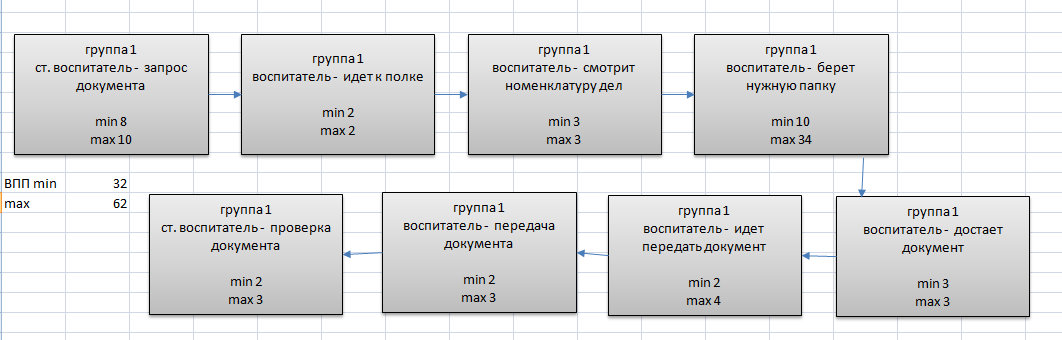 группа 1
ст. воспитатель - запрос
документа
min 8
max 10
группа 1
воспитатель - идет к полке
min 2
max 2
группа 1
воспитатель - смотрит
номенклатуру дел
min 3
max 3
группа 1
воспитатель - берет
нужную папку
min 10
max 34
ВПП min 32
max 62
группа 1
воспитатель - достает
документ
min 3
max 3
группа 1
воспитатель - идет
передать документ
min 2
max 4
группа 1
воспитатель - передача
документа
min 2
max 3
группа 1
ст. воспитатель - проверка
документа
min 2
max 3